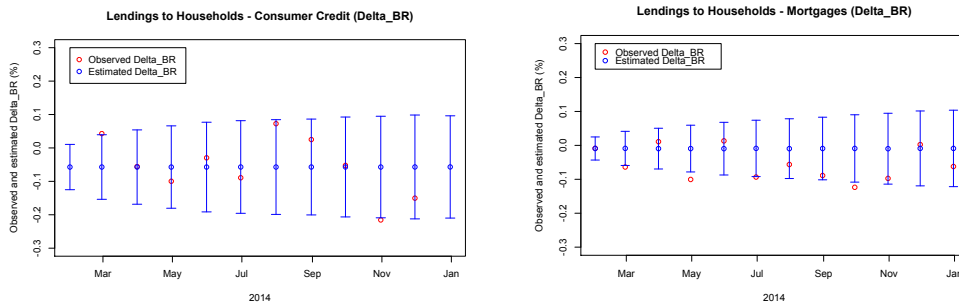 Lendings to Households - Consumer Credit (Delta_BR)
Observed and estimated Delta_BR (%)
0.3
0.2
0.1
0.0
-0.1
-0.2
-0.3
Observed Delta_BR
Estimated Delta_BR
Mar May Jul Sep Nov Jan
2014
Lendings to Households - Mortgages (Delta_BR)
Observed and estimated Delta_BR (%)
0.3
0.2
0.1
0.0
-0.1
-0.2
-0.3
Observed Delta_BR
Estimated Delta_BR
Mar May Jul Sep Nov Jan
2014